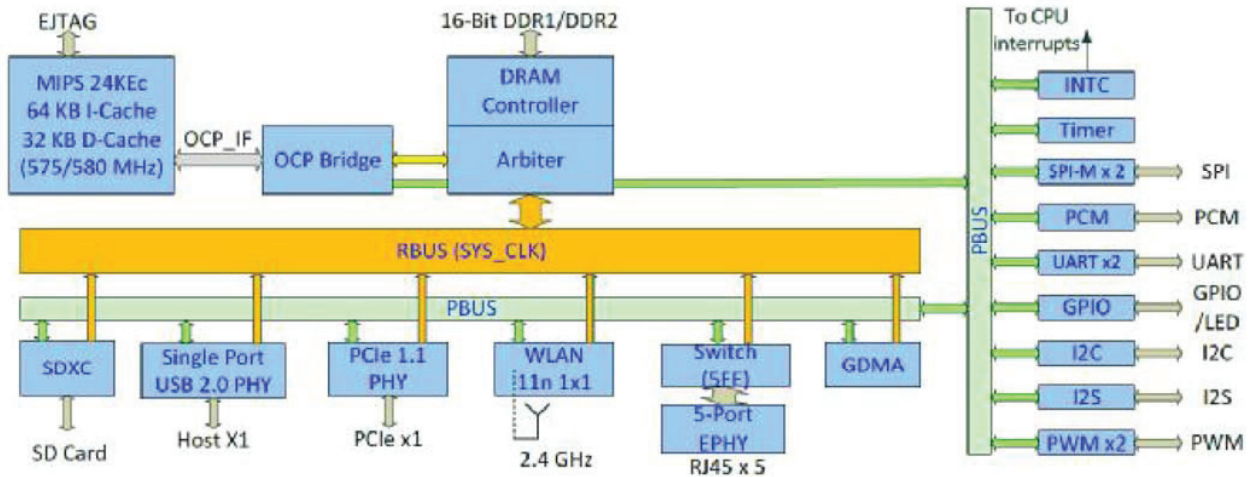 EJTAG
16-Bit DDR1/DDR2
To CPU
interrupts
MIPS 24KEc
64 KB I-Cache
32 KB D-Cache
(575/580 MHz)
OCP_IF
OCP Bridge
DRAM
Controller
Arbiter
RBUS (SYS_CLK)
PBUS
SDXC
Single Port
USB 2.0 PHY
PCIe 1.1
PHY
WLAN
11n 1x1
Switch
(5FE)
GDMA
5-Port
EPHY
SD Card
Host X1
PCIe x1
2.4 GHz
RJ45 x 5
PBUS
INTC
Timer
SPI-M x 2
SPI
PCM
PCM
UART x2
UART
GPIO
GPIO
/LED
I2C
I2C
I2S
I2S
PWM x2
PWM